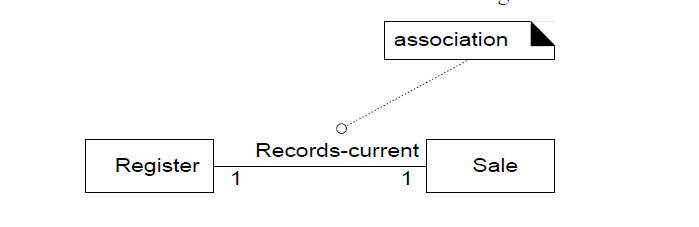 association
Records-current
Register
Sale
1
1